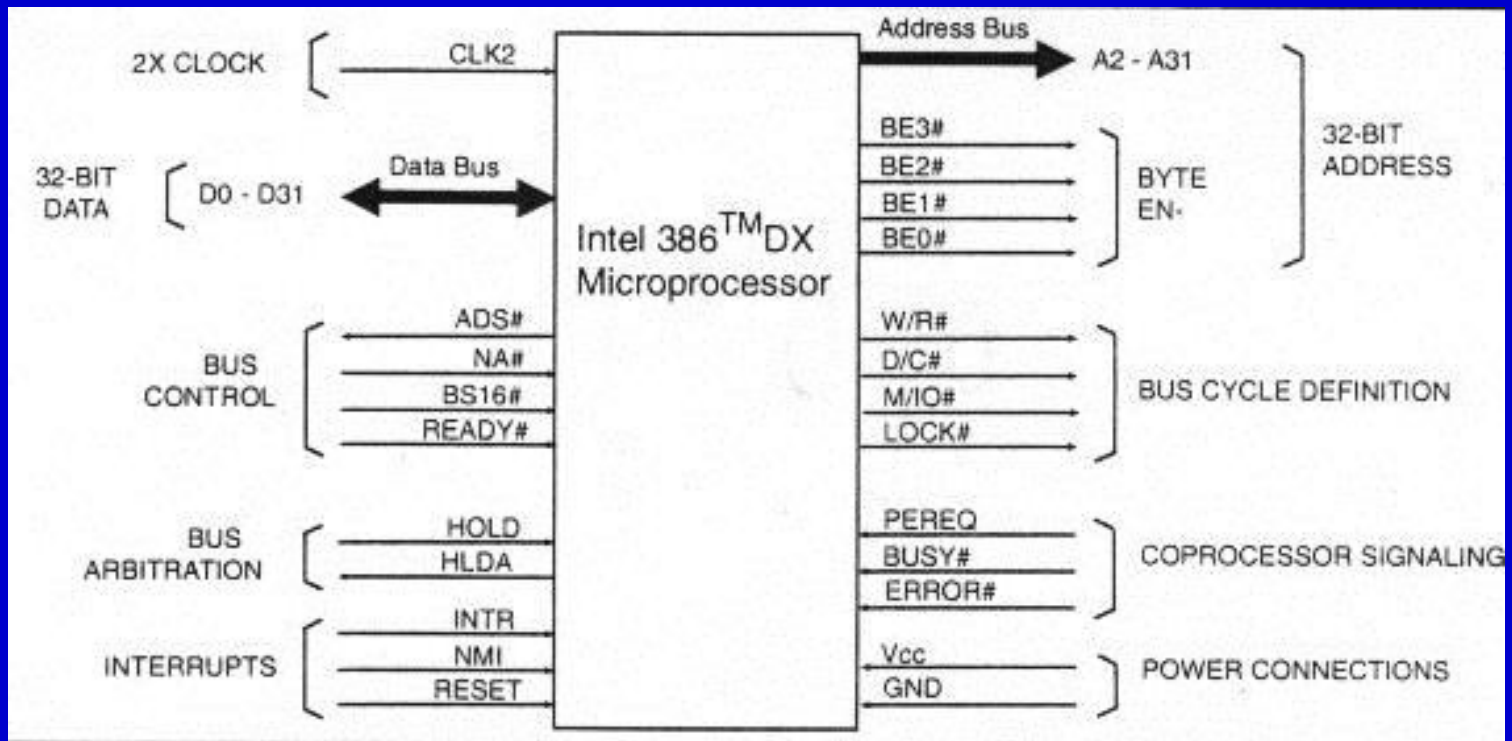 2X CLOCK
CLK2
32-BIT
DATA
D0 - D31
Data Bus
BUS
CONTROL
ADS#
NA#
BS16#
READY#
BUS
ARBITRATION
HOLD
HLDA
INTERRUPTS
INTR
NMI
RESET
Intel 386™DX
Microprocessor
Address Bus
A2 - A31
BE3#
BE2#
BE1#
BE0#
BYTE
EN-
32-BIT
ADDRESS
W/R#
D/C#
M/IO#
LOCK#
BUS CYCLE DEFINITION
PEREQ
BUSY#
ERROR#
COPROCESSOR SIGNALING
Vcc
GND
POWER CONNECTIONS